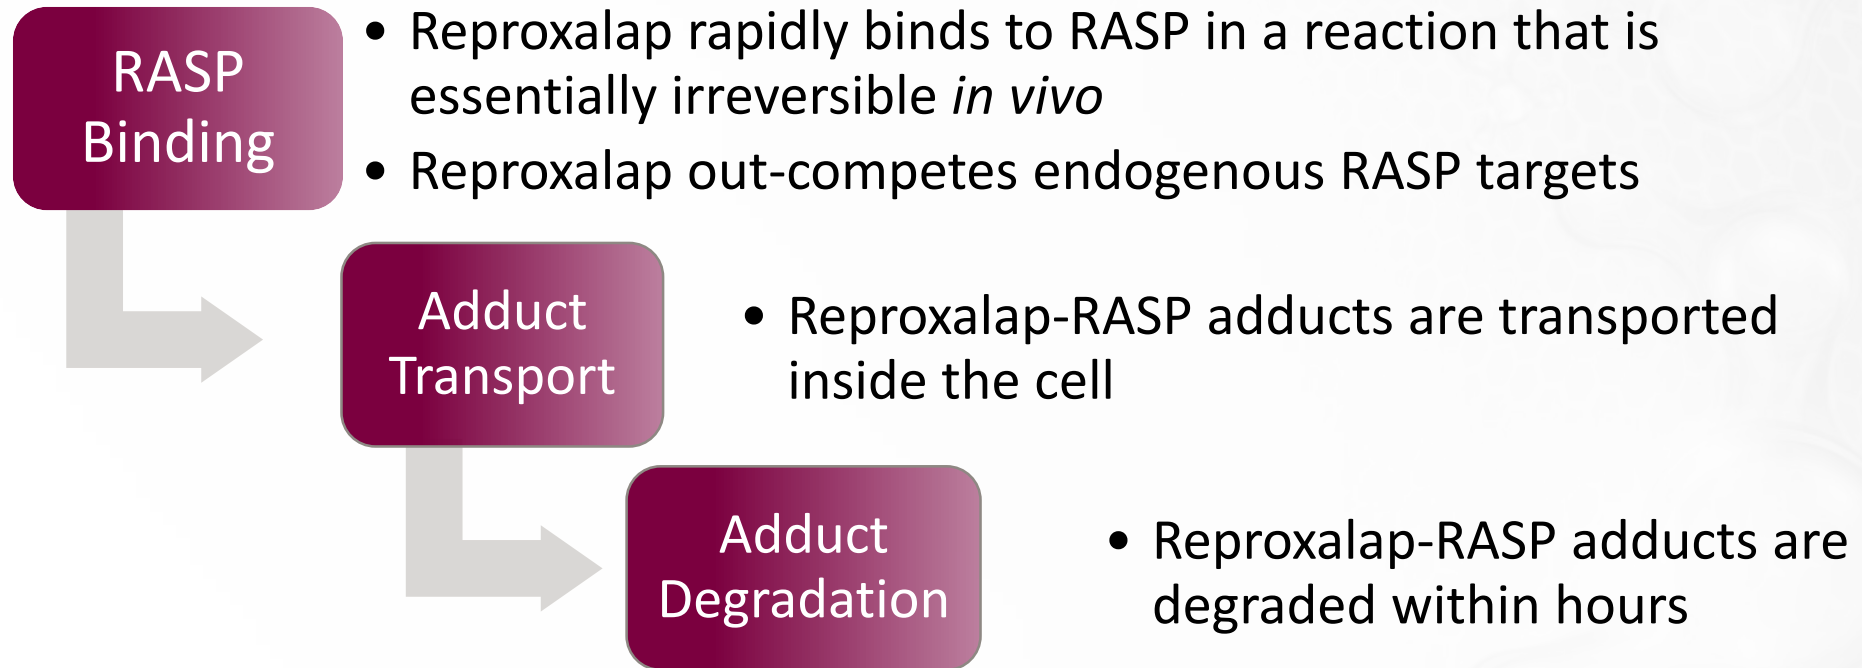 RASP
Binding
• Reproxalap rapidly binds to RASP in a reaction that is
essentially irreversible in vivo
• Reproxalap out-competes endogenous RASP targets
Adduct
Transport
• Reproxalap-RASP adducts are transported
inside the cell
Adduct
Degradation
• Reproxalap-RASP adducts are
degraded within hours